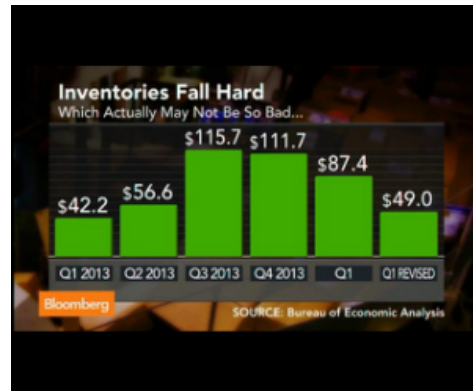 Inventories Fall Hard
Which Actually May Not Be So Bad...
$42.2 $56.6 $115.7 $111.7 $87.4 $49.0
Q1 2013 Q2 2013 Q3 2013 Q4 2013 Q1 Q1 REVISED
Bloomberg
SOURCE: Bureau of Economic Analysis